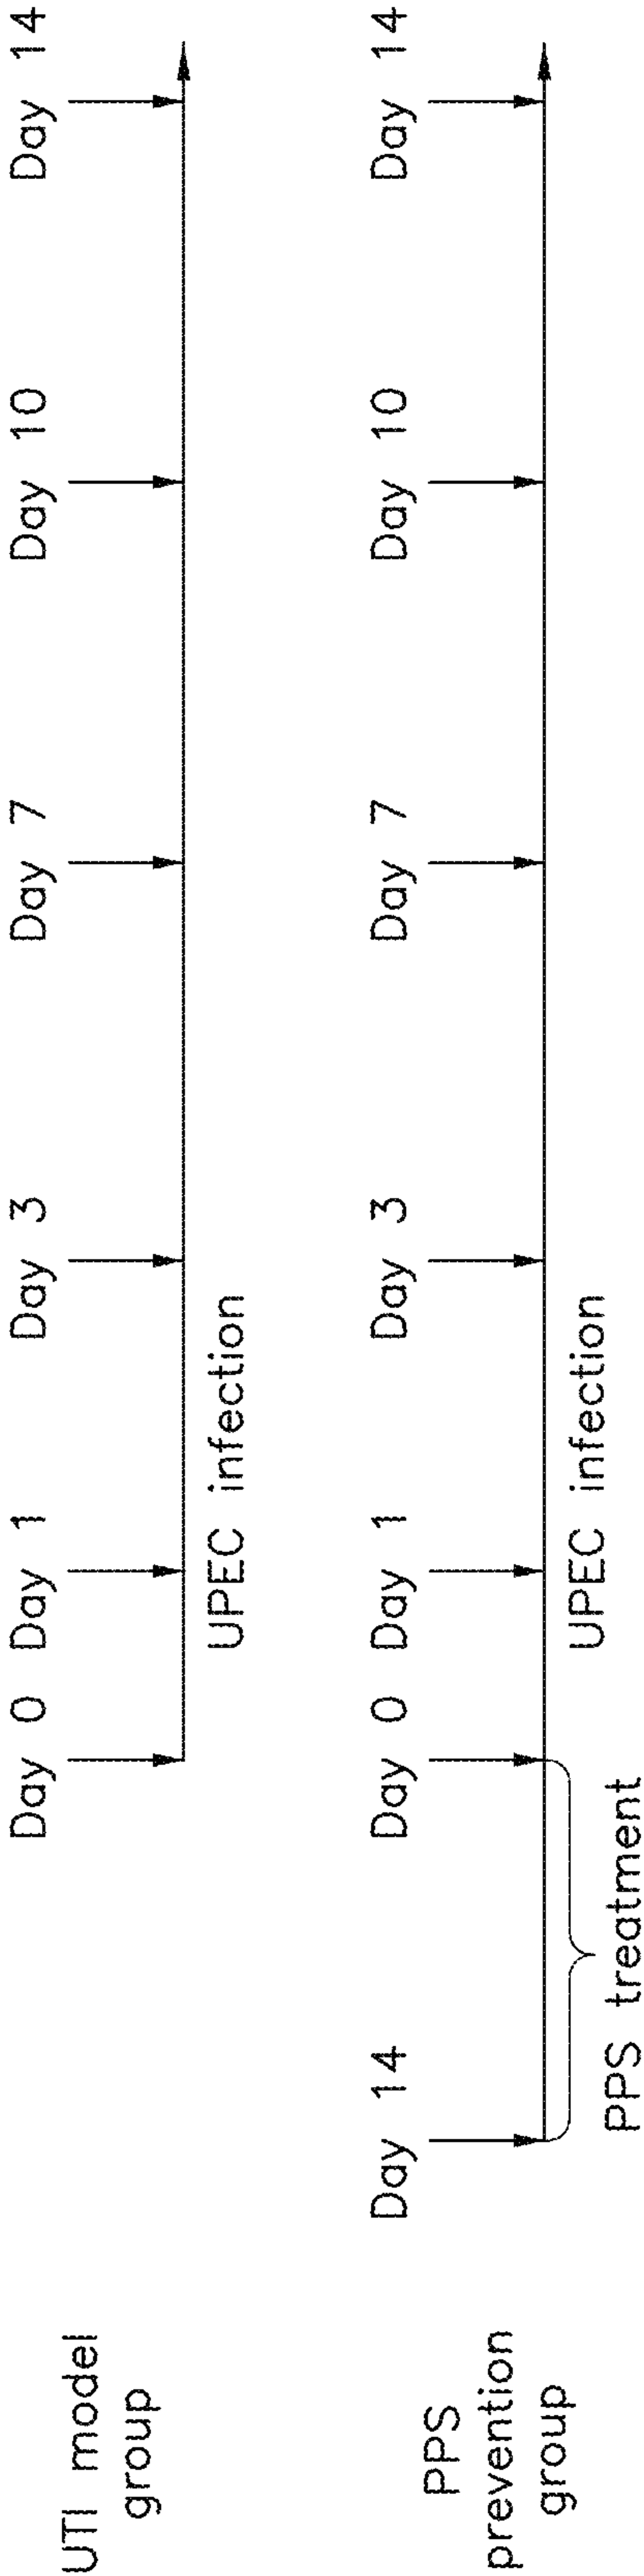 UTI model
group
Day 0 Day 1 Day 3 Day 7 Day 10 Day 14
UPEC infection
PPS
prevention
group
Day 14 Day 0 Day 1 Day 3 Day 7 Day 10 Day 14
PPS treatment
UPEC infection